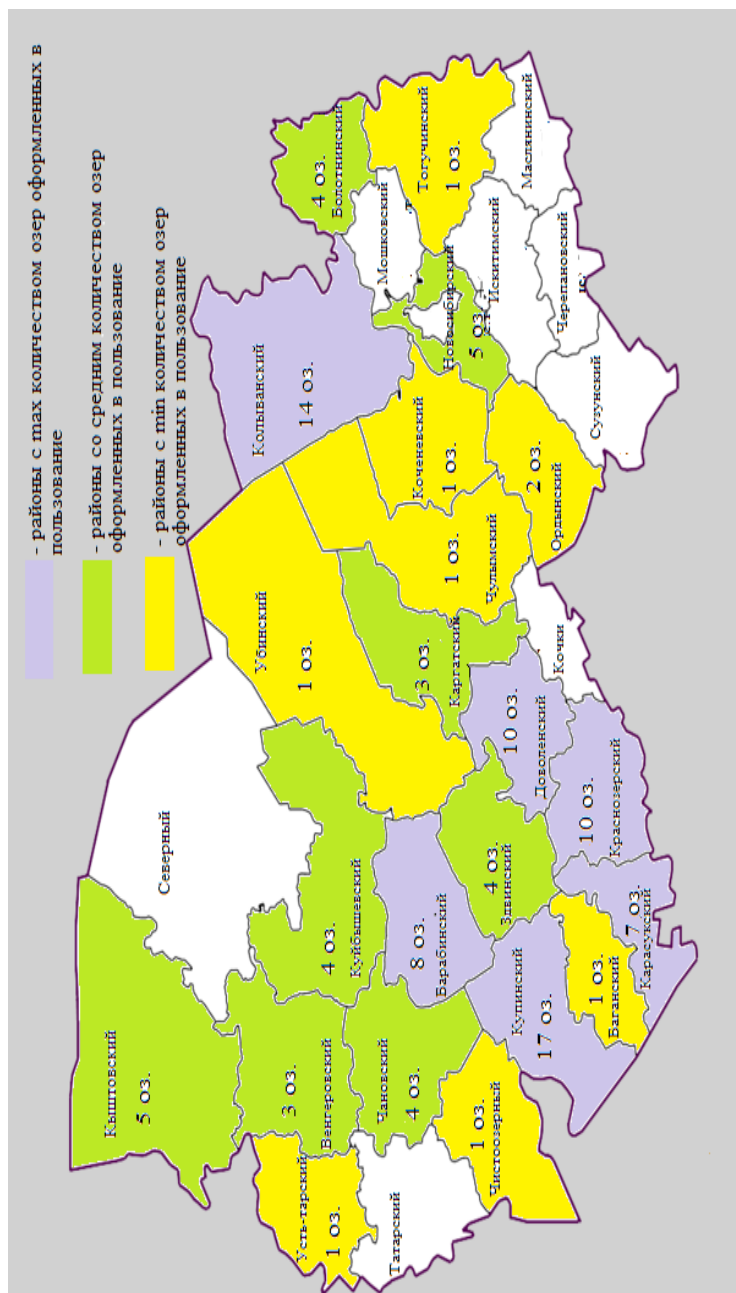 - районы с max количеством озер оформленных в
пользование
- районы со средним количеством озер
оформленных в пользование
- районы с min количеством озер
оформленных в пользование
Кыштовский
5 оз.
Северный
Усть-тарский
1 оз.
3 оз.
Венгеровский
4 оз.
Куйбышевский
Убинский
1 оз.
Колыванский
14 оз.
4 оз.
Болотнинский
Татарский
Чановский
4 оз.
8 оз.
Барабинский
3 оз.
Каргатский
1 оз.
Чулымский
Коченевский
1 оз.
Мошковский
Новосибирский
5 оз.
Тогучинский
1 оз.
1 оз.
Чистоозерный
Купинский
17 оз.
4 оз.
Здвинский
10 оз.
Доволенский
Кочки
2 оз.
Ордынский
Искитимский
Маслянинский
1 оз.
Баганский
7 оз.
Карасукский
10 оз.
Краснозерский
Сузунский
Черепановский